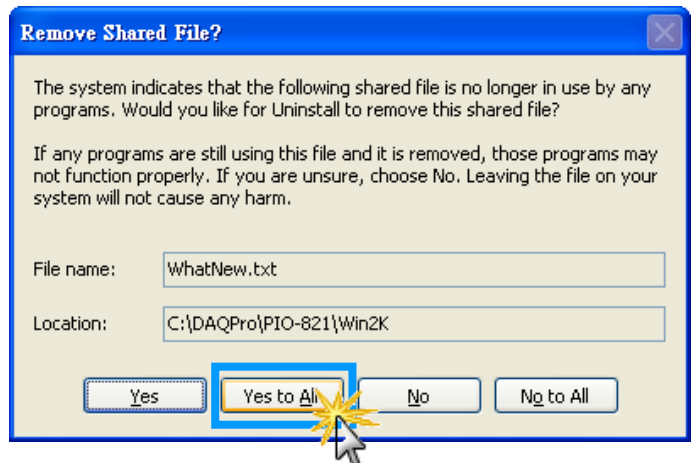 Remove Shared File?
The system indicates that the following shared file is no longer in use by any
programs. Would you like for Uninstall to remove this shared file?
If any programs are still using this file and it is removed, those programs may
not function properly. If you are unsure, choose No. Leaving the file on your
system will not cause any harm.
File name: WhatNew.txt
Location: C:\DAQPro\PIO-821\Win2K
Yes Yes to All No No to All